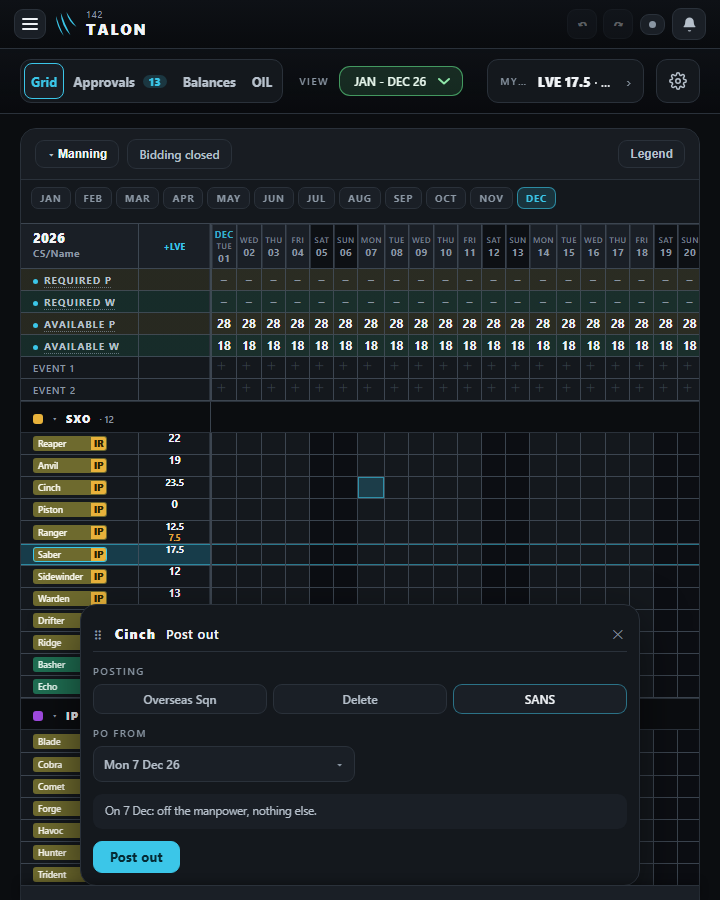 142
TALON
Grid Approvals 13 Balances OIL VIEW JAN - DEC 26 MY... LVE 17.5 · ... ›
Manning Bidding closed Legend
JAN FEB MAR APR MAY JUN JUL AUG SEP OCT NOV DEC
2026 CS/Name +LVE DEC TUE 01 WED 02 THU 03 FRI 04 SAT 05 SUN 06 MON 07 TUE 08 WED 09 THU 10 FRI 11 SAT 12 SUN 13 MON 14 TUE 15 WED 16 THU 17 FRI 18 SAT 19 SUN 20
REQUIRED P – – – – – – – – – – – – – – – – – – – –
REQUIRED W – – – – – – – – – – – – – – – – – – – –
AVAILABLE P 28 28 28 28 28 28 28 28 28 28 28 28 28 28 28 28 28 28 28 28
AVAILABLE W 18 18 18 18 18 18 18 18 18 18 18 18 18 18 18 18 18 18 18 18
EVENT 1 + + + + + + + + + + + + + + + + + + + +
EVENT 2 + + + + + + + + + + + + + + + + + + + +
SXO · 12
Reaper IR 22
Anvil IP 19
Cinch IP 23.5
Piston IP 0
Ranger IP 12.5
7.5
Saber IP 17.5
Sidewinder IP 12
Warden IP 13
Drifter
Ridge
Basher
Echo
IP
Blade
Cobra
Comet
Forge
Havoc
Hunter
Trident
Cinch Post out
POSTING
Overseas Sqn Delete SANS
PO FROM
Mon 7 Dec 26
On 7 Dec: off the manpower, nothing else.
Post out